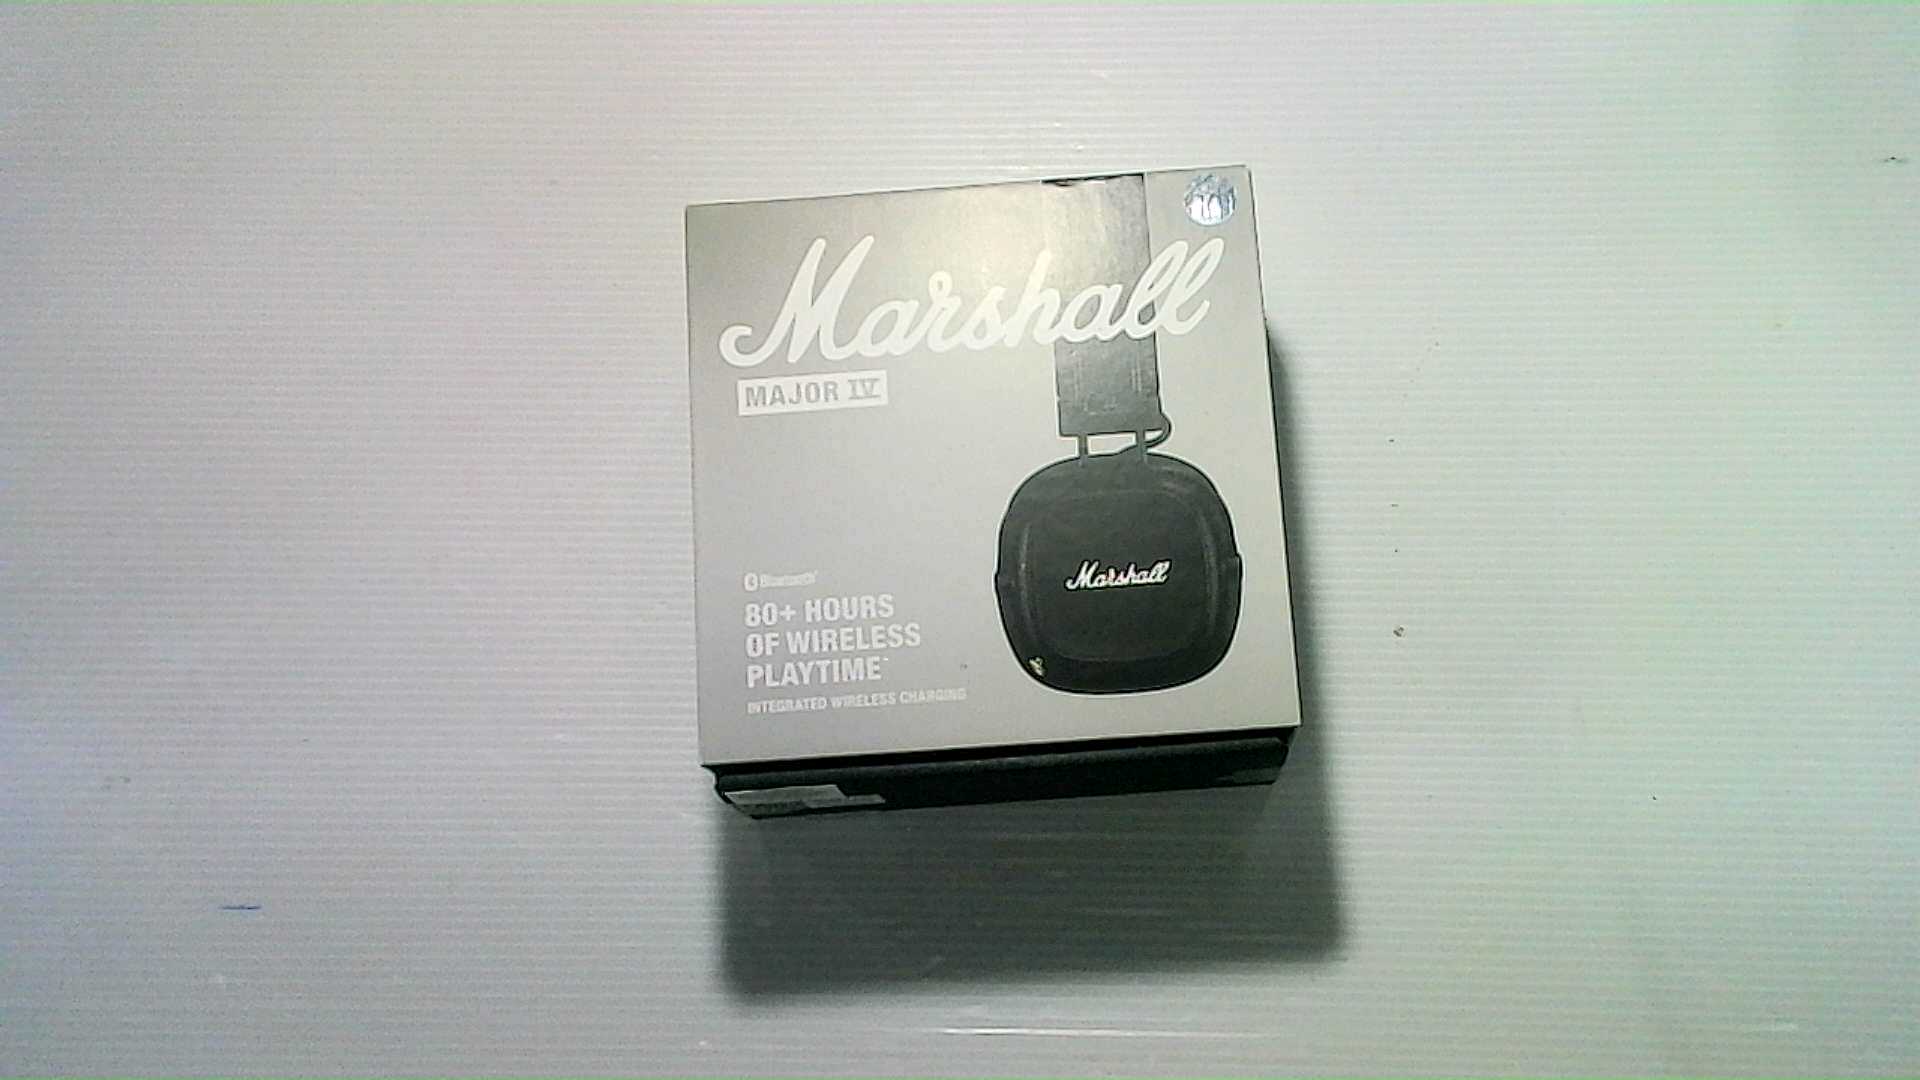 Marshall
MAJOR IV
Bluetooth
80+ HOURS
OF WIRELESS
PLAYTIME
INTEGRATED WIRELESS CHARGING
Marshall